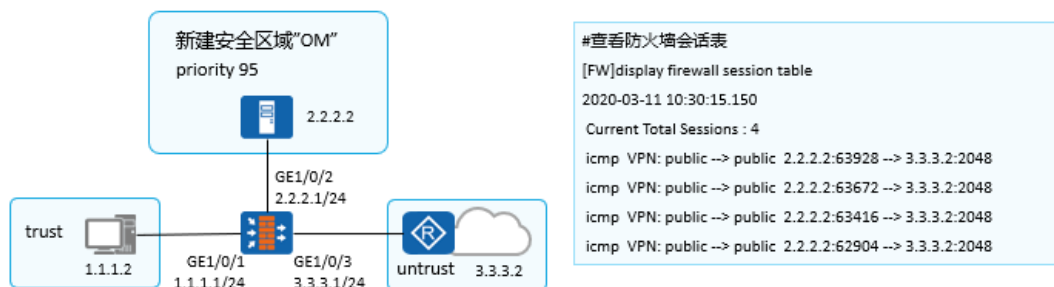 新建安全区域”OM”
priority 95
2.2.2.2
GE1/0/2
2.2.2.1/24
trust
1.1.1.2
GE1/0/1
1.1.1.1/24
GE1/0/3
3.3.3.1/24
R
untrust
3.3.3.2
#查看防火墙会话表
[FW]display firewall session table
2020-03-11 10:30:15.150
Current Total Sessions : 4
icmp VPN: public --> public 2.2.2.2:63928 --> 3.3.3.2:2048
icmp VPN: public --> public 2.2.2.2:63672 --> 3.3.3.2:2048
icmp VPN: public --> public 2.2.2.2:63416 --> 3.3.3.2:2048
icmp VPN: public --> public 2.2.2.2:62904 --> 3.3.3.2:2048